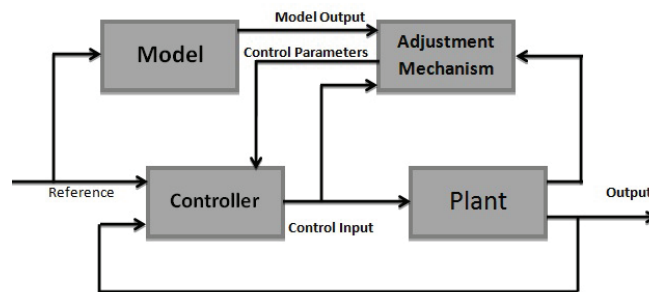 Model Output
Model
Adjustment
Mechanism
Control Parameters
Reference
Controller
Control Input
Plant
Output